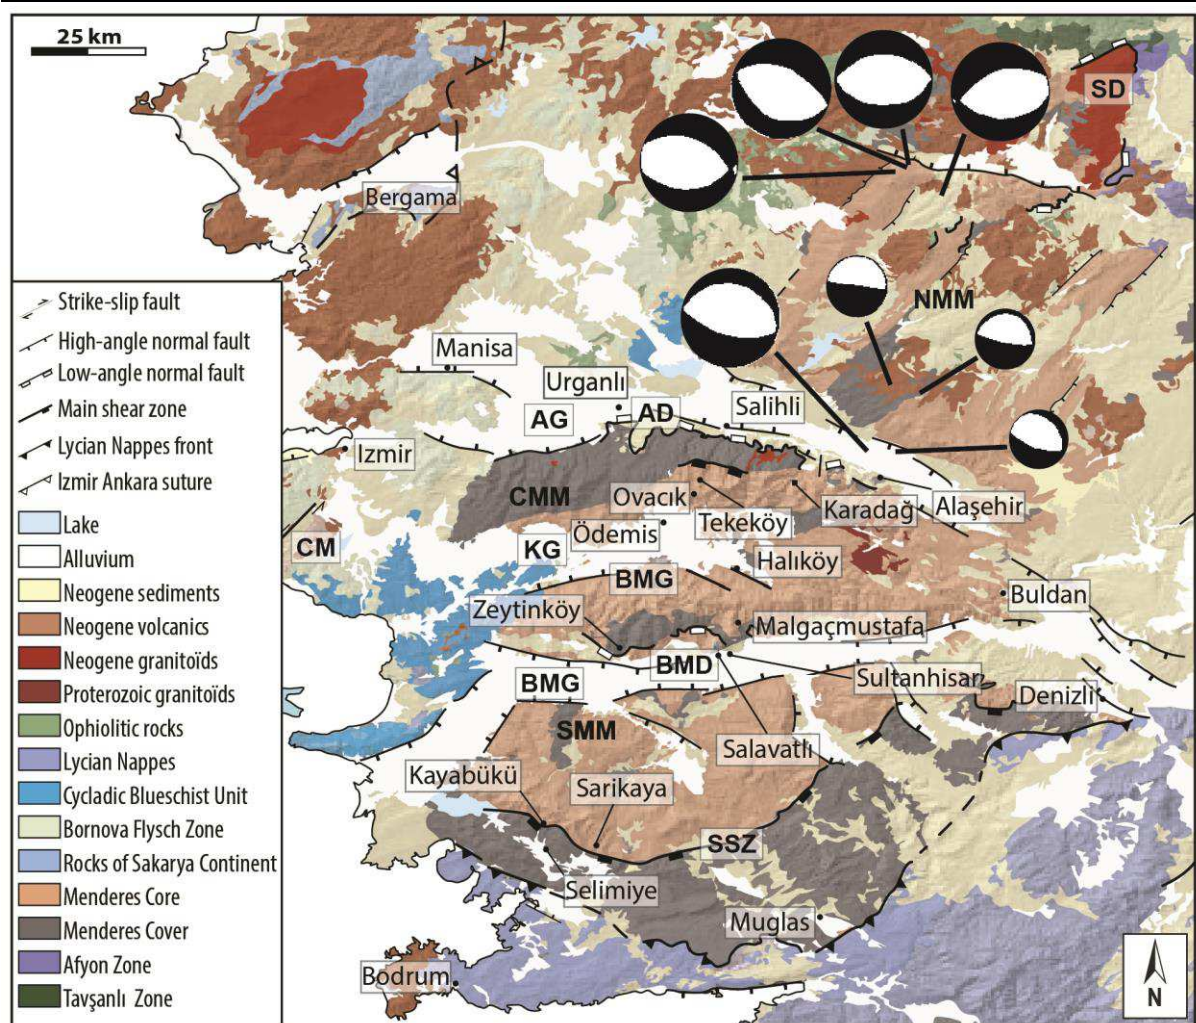 25 km
SD
Bergama
NMM
Strike-slip fault
High-angle normal fault
Low-angle normal fault
Main shear zone
Lycian Nappes front
Izmir Ankara suture
Lake
Alluvium
Neogene sediments
Neogene volcanics
Neogene granitoïds
Proterozoic granitoïds
Ophiolitic rocks
Lycian Nappes
Cycladic Blueschist Unit
Bornova Flysch Zone
Rocks of Sakarya Continent
Menderes Core
Menderes Cover
Afyon Zone
Tavşanlı Zone
Manisa
Urganlı
AG
AD
Salihli
Izmir
CMM
Ovacık
Tekeköy
Karadağ
Alaşehir
CM
KG
Ödemis
Halıköy
BMG
Buldan
Zeytinköy
Malgaçmustafa
BMD
Sultanhisar
BMG
Denizli
SMM
Salavatlı
Kayabükü
Sarikaya
SSZ
Selimiye
Muglas
Bodrum
N